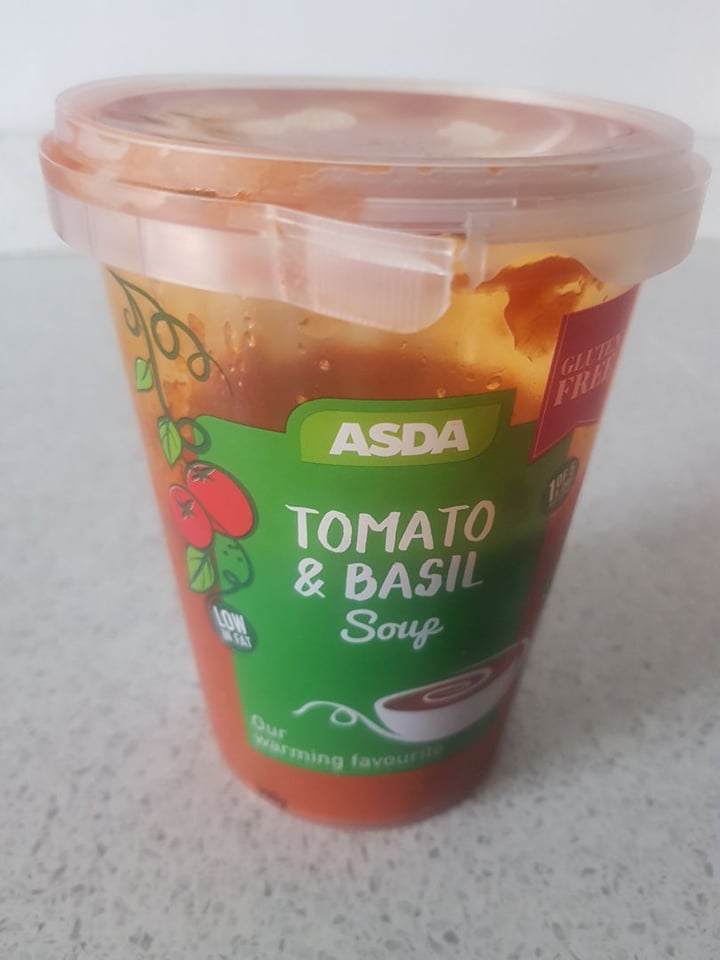 GLUTEN
FREE
ASDA
TOMATO
& BASIL
Soup
LOW
IN FAT
Our
warming favourite